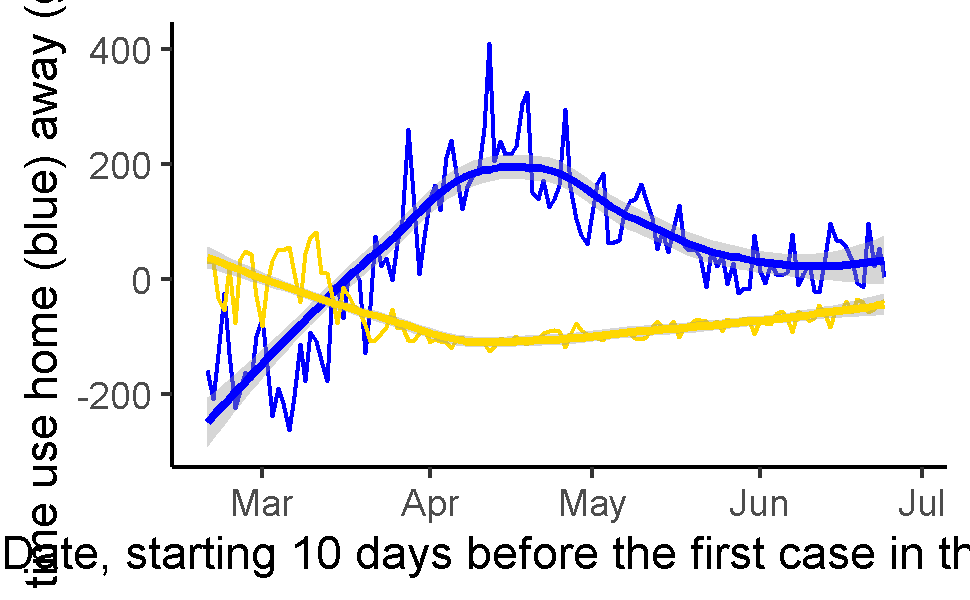 time use home (blue) away (
400
200
0
-200
Mar Apr May Jun Jul
Date, starting 10 days before the first case in th